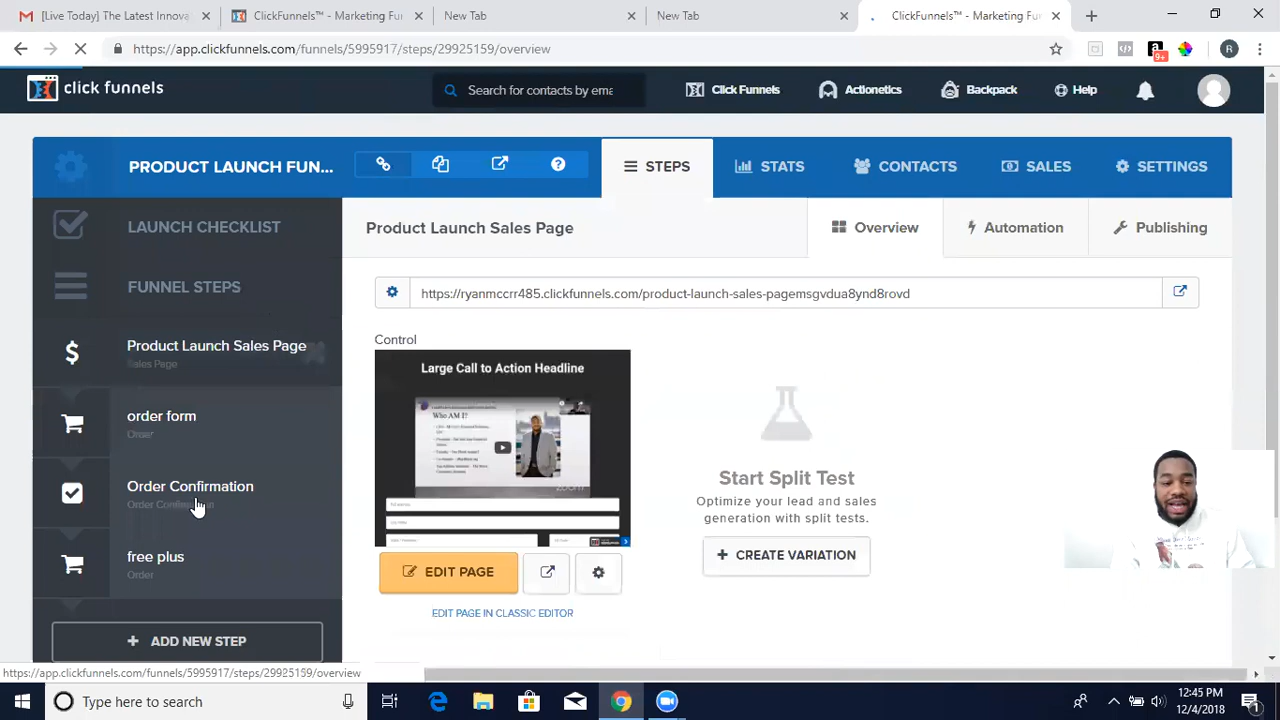 [Live Today] The Latest Innova
ClickFunnels™ - Marketing Fu
New Tab
New Tab
ClickFunnels™ - Marketing Fu
https://app.clickfunnels.com/funnels/5995917/steps/29925159/overview
9+
R
click funnels
Search for contacts by ema
Click Funnels
Actionetics
Backpack
Help
PRODUCT LAUNCH FUN...
STEPS
STATS
CONTACTS
SALES
SETTINGS
LAUNCH CHECKLIST
Product Launch Sales Page
Overview
Automation
Publishing
FUNNEL STEPS
https://ryanmccrr485.clickfunnels.com/product-launch-sales-pagemsgvdua8ynd8rovd
Product Launch Sales Page
Sales Page
Control
Large Call to Action Headline
Who AM I?
zoom
order form
Order
Order Confirmation
Order Confirmation
free plus
Order
Start Split Test
Optimize your lead and sales
generation with split tests.
CREATE VARIATION
EDIT PAGE
EDIT PAGE IN CLASSIC EDITOR
ADD NEW STEP
https://app.clickfunnels.com/funnels/5995917/steps/29925159/overview
Type here to search
12:45 PM
12/4/2018
1